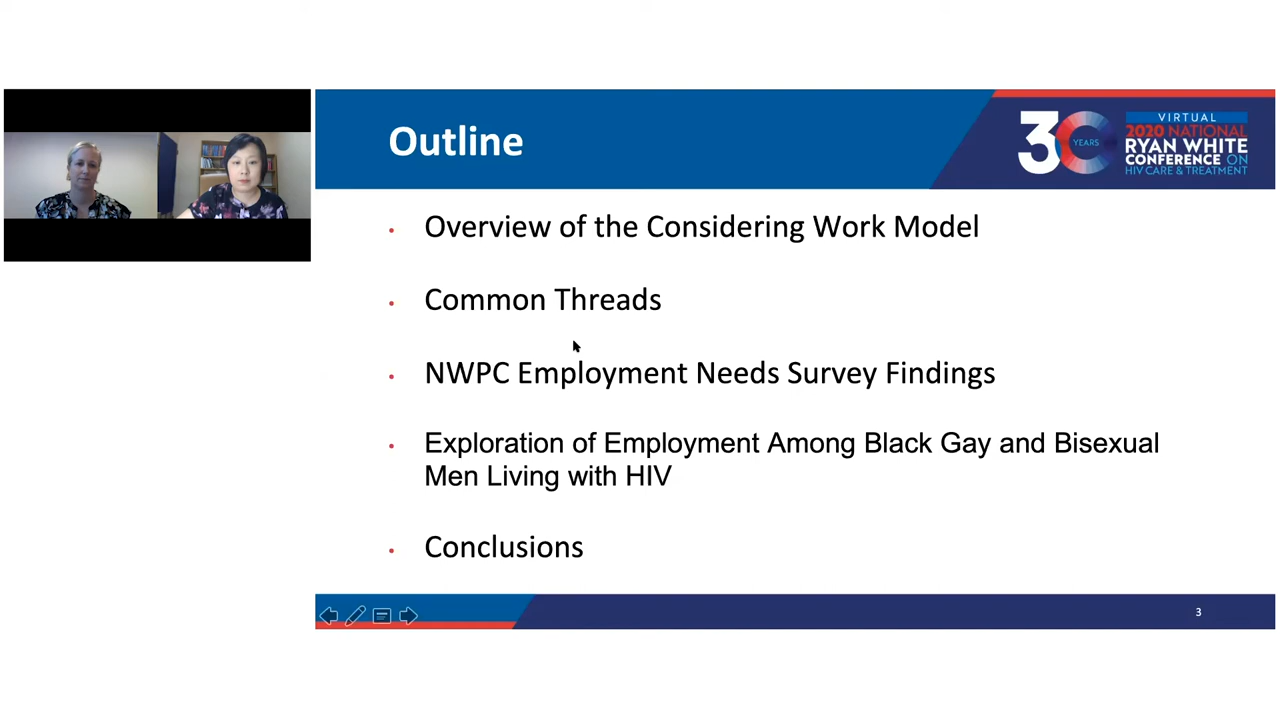 Outline
30
YEARS
VIRTUAL
2020 NATIONAL
RYAN WHITE
CONFERENCE ON
HIV CARE & TREATMENT
• Overview of the Considering Work Model
• Common Threads
• NWPC Employment Needs Survey Findings
• Exploration of Employment Among Black Gay and Bisexual
Men Living with HIV
• Conclusions
3